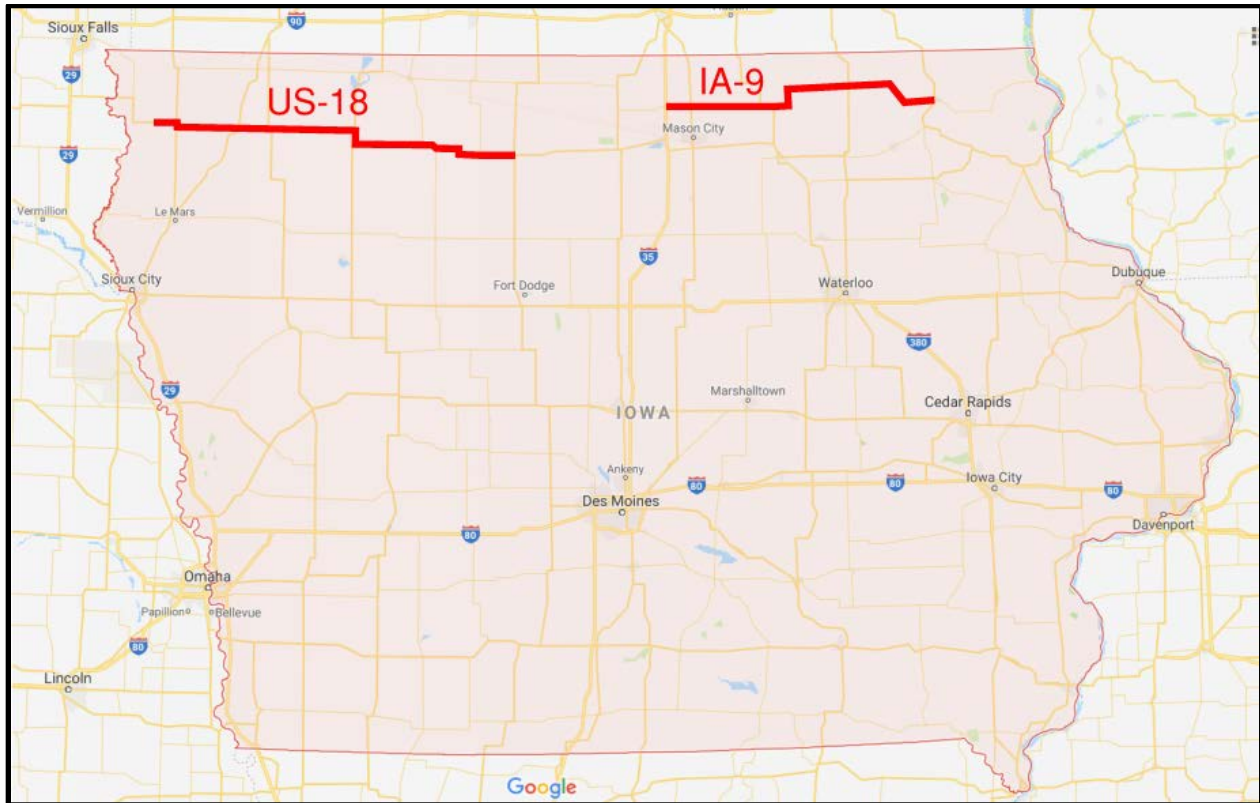 Sioux Falls
90
29
US-18
IA-9
Mason City
29
Vermillion
Le Mars
35
Sioux City
Fort Dodge
Waterloo
Dubuque
380
29
Marshalltown
Cedar Rapids
IOWA
Ankeny
Iowa City
80
80
80
Des Moines
Davenport
80
Omaha
Papillion
Bellevue
80
Lincoln
Google